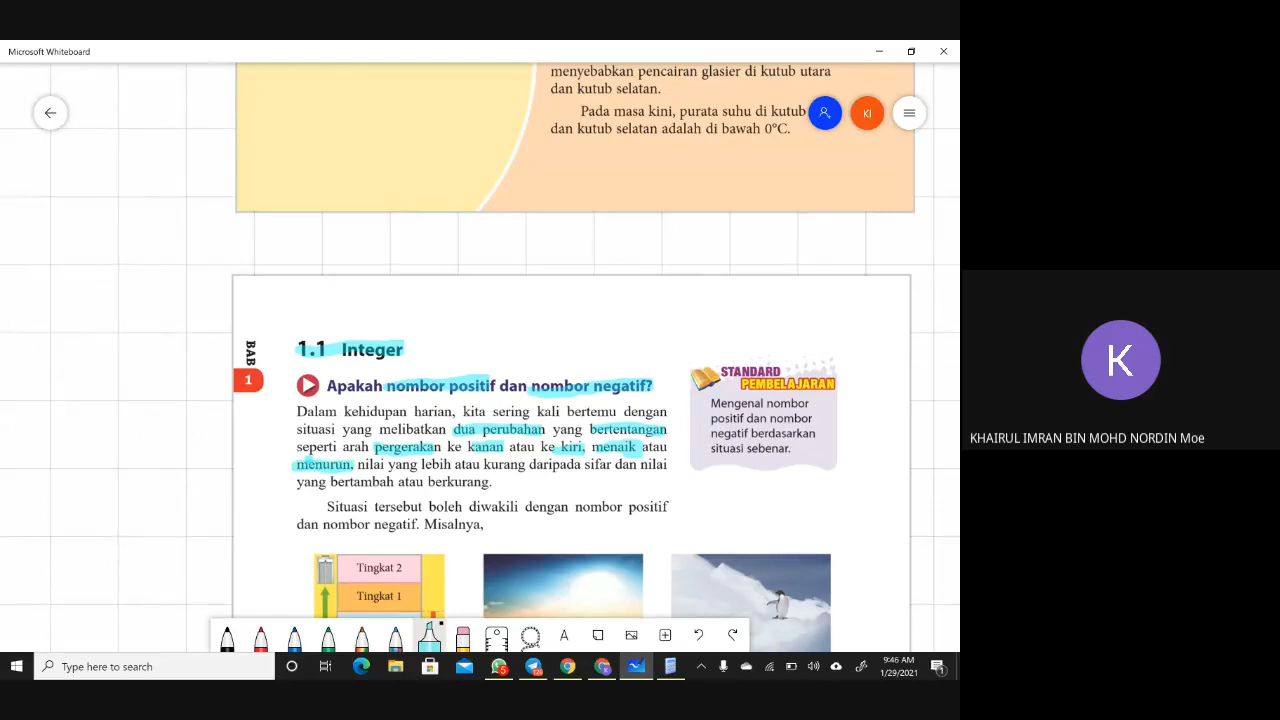 Microsoft Whiteboard
menyebabkan pencairan glasier di kutub utara
dan kutub selatan.
Pada masa kini, purata suhu di kutub
dan kutub selatan adalah di bawah 0°C.
KI
BAB
1
1.1 Integer
Apakah nombor positif dan nombor negatif?
Dalam kehidupan harian, kita sering kali bertemu dengan
situasi yang melibatkan dua perubahan yang bertentangan
seperti arah pergerakan ke kanan atau ke kiri, menaik atau
menurun, nilai yang lebih atau kurang daripada sifar dan nilai
yang bertambah atau berkurang.
Situasi tersebut boleh diwakili dengan nombor positif
dan nombor negatif. Misalnya,
STANDARD
PEMBELAJARAN
Mengenal nombor
positif dan nombor
negatif berdasarkan
situasi sebenar.
Tingkat 2
Tingkat 1
A
K
KHAIRUL IMRAN BIN MOHD NORDIN Moe
Type here to search
9:46 AM
1/29/2021